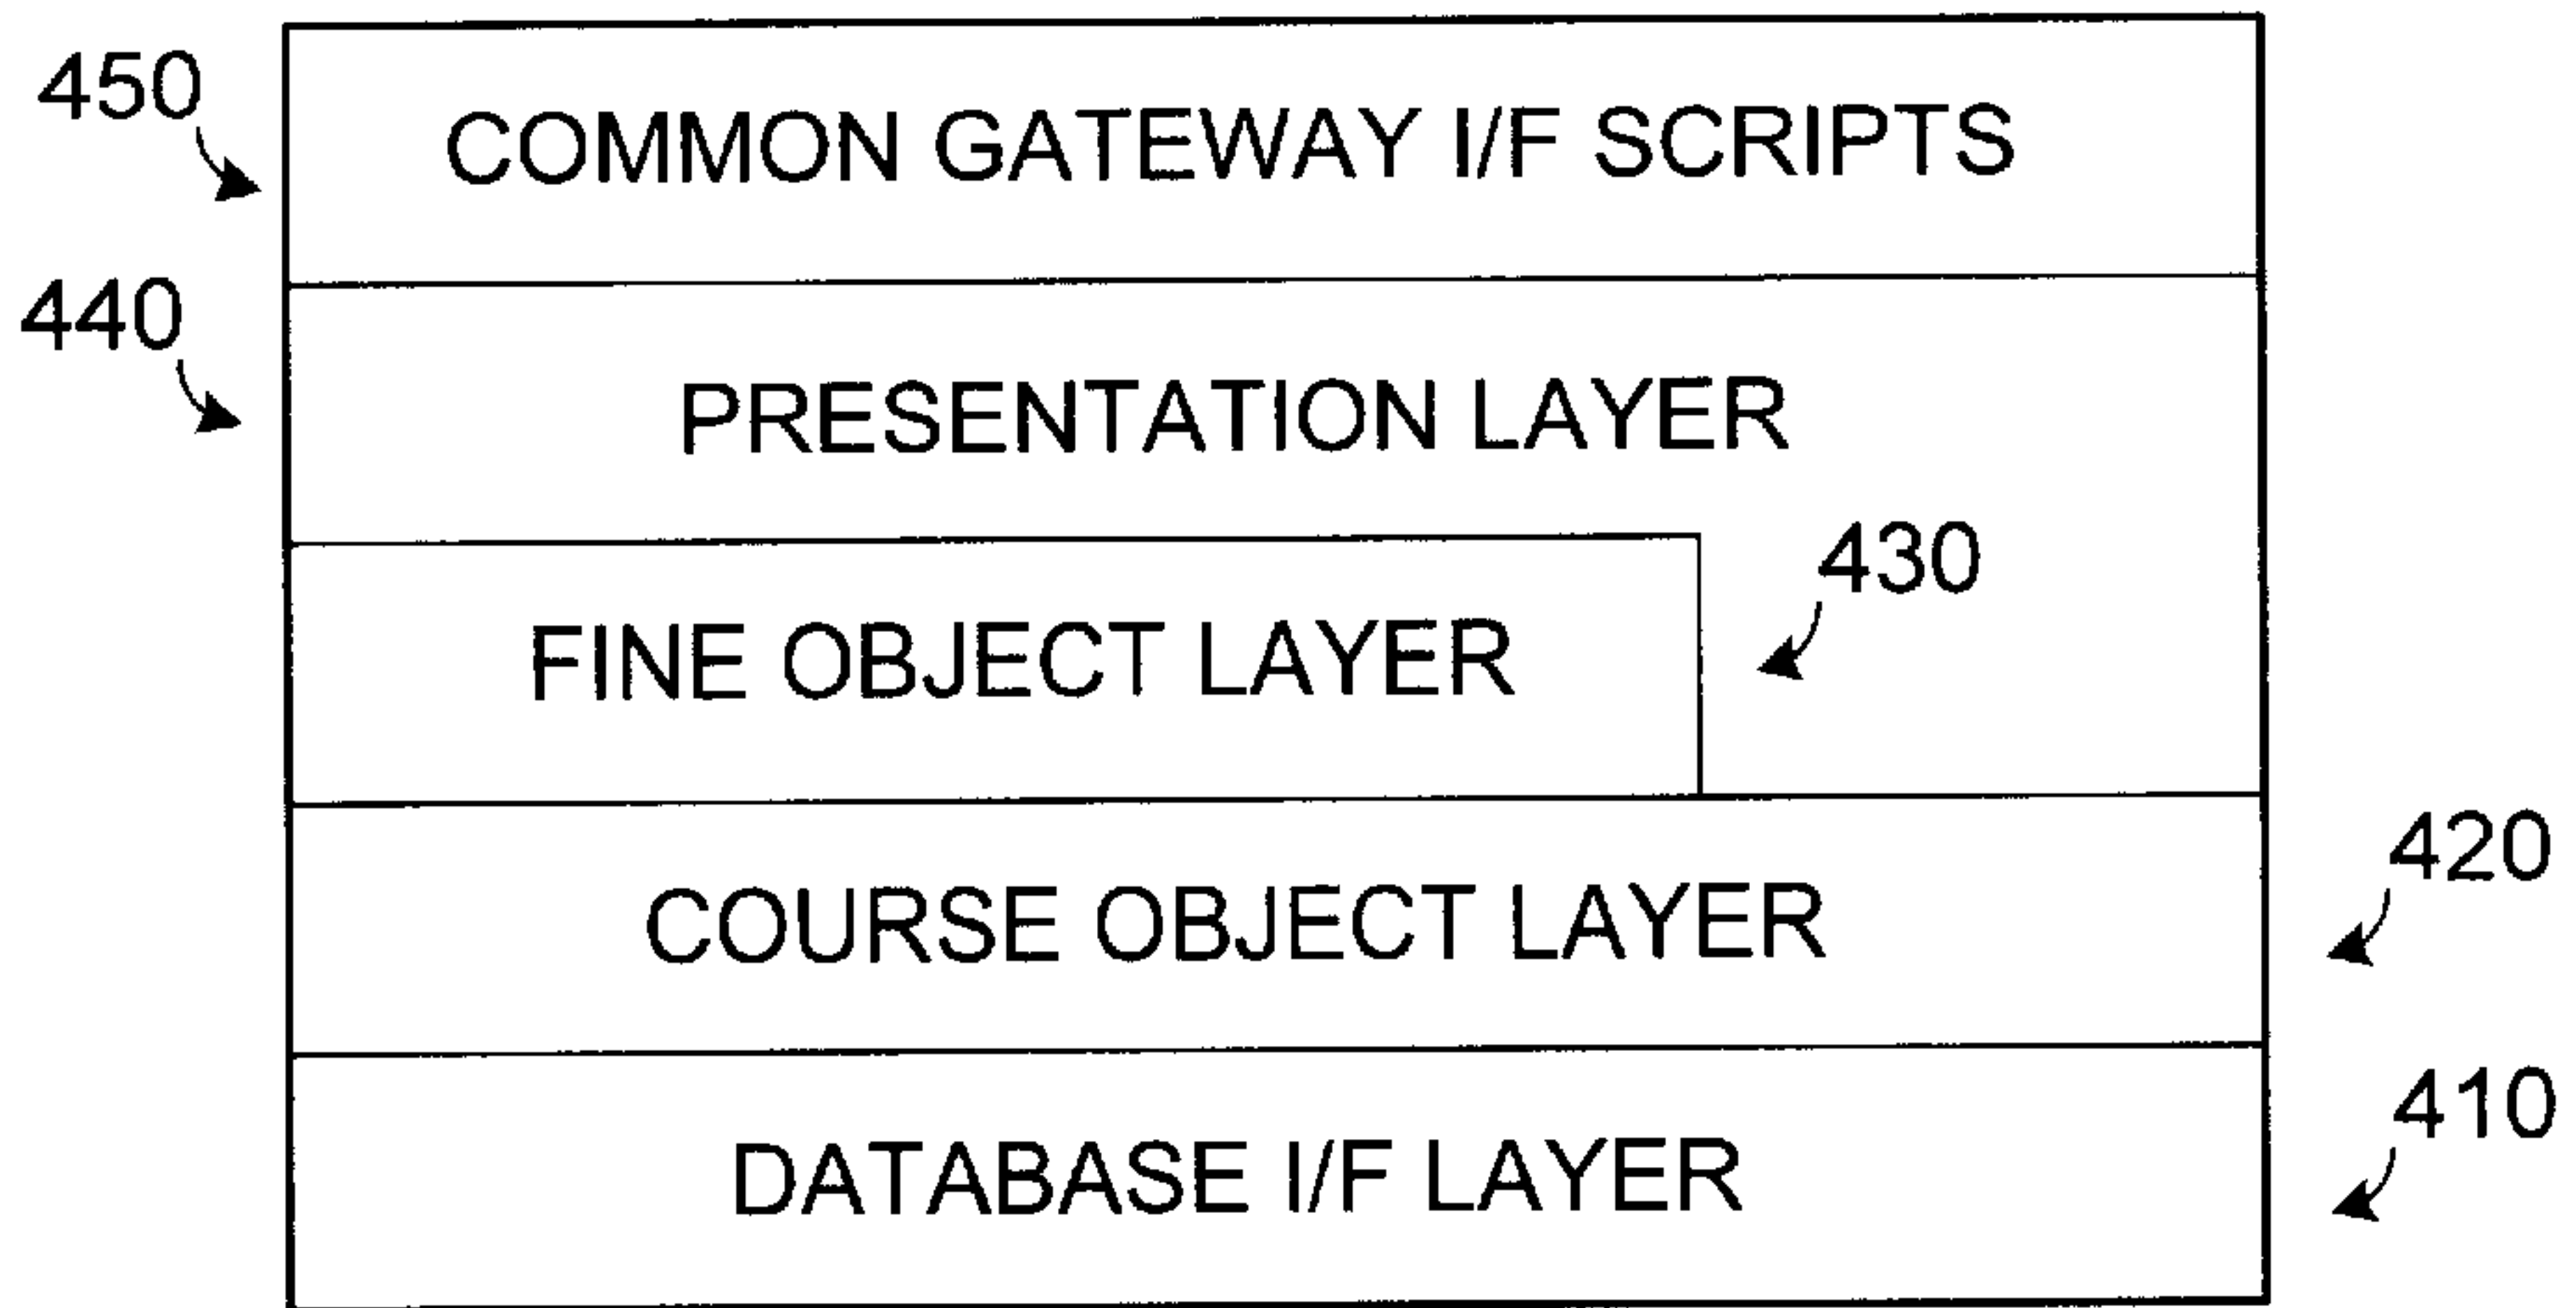 450
COMMON GATEWAY I/F SCRIPTS
440
PRESENTATION LAYER
430
FINE OBJECT LAYER
420
COURSE OBJECT LAYER
410
DATABASE I/F LAYER